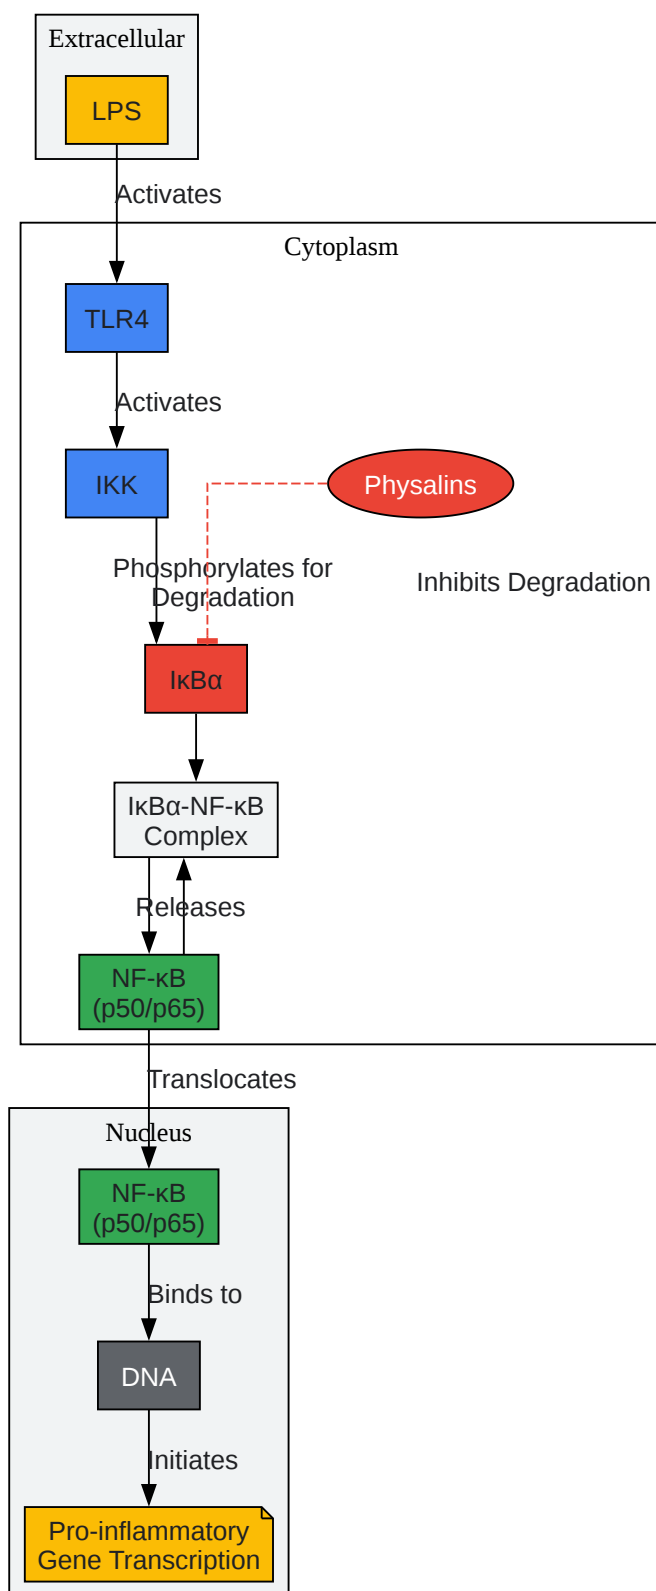 Extracellular
LPS
Activates
Cytoplasm
TLR4
Activates
IKK
Physalins
Phosphorylates for
Degradation
Inhibits Degradation
IκBα
IκBα-NF-κB
Complex
Releases
NF-κB
(p50/p65)
Translocates
Nucleus
NF-κB
(p50/p65)
Binds to
DNA
Initiates
Pro-inflammatory
Gene Transcription